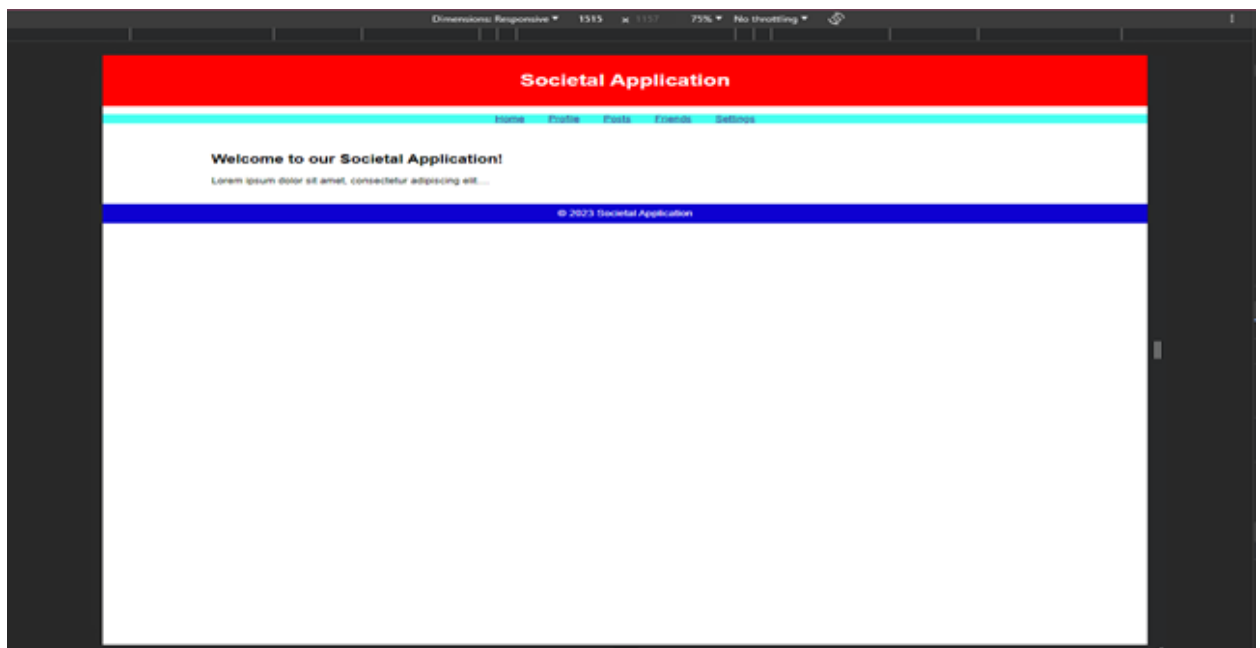 Dimensions: Responsive ▼ 1515 x 1157 75% ▼ No throttling ▼
Societal Application
Home Profile Posts Friends Settings
Welcome to our Societal Application!
Lorem ipsum dolor sit amet, consectetur adipiscing elit....
© 2023 Societal Application